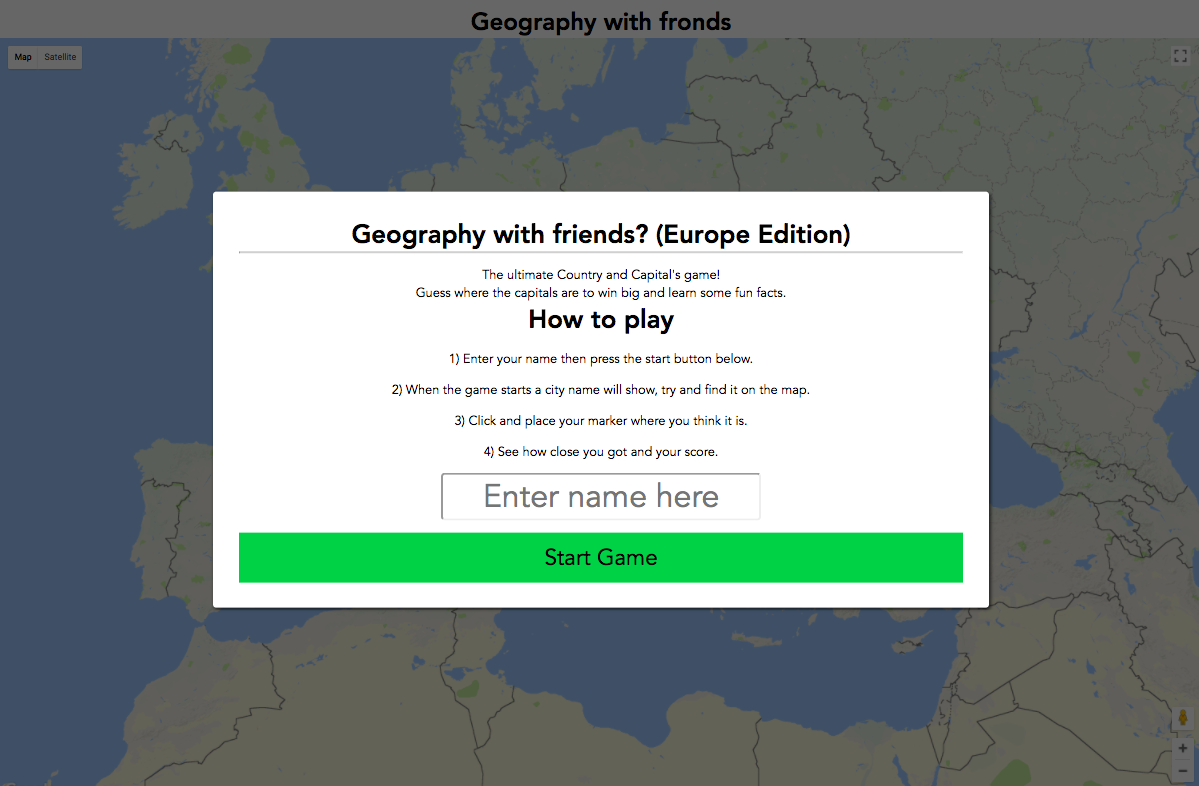 Geography with fronds
Map Satellite
Geography with friends? (Europe Edition)
The ultimate Country and Capital's game!
Guess where the capitals are to win big and learn some fun facts.
How to play
1) Enter your name then press the start button below.
2) When the game starts a city name will show, try and find it on the map.
3) Click and place your marker where you think it is.
4) See how close you got and your score.
Enter name here
Start Game